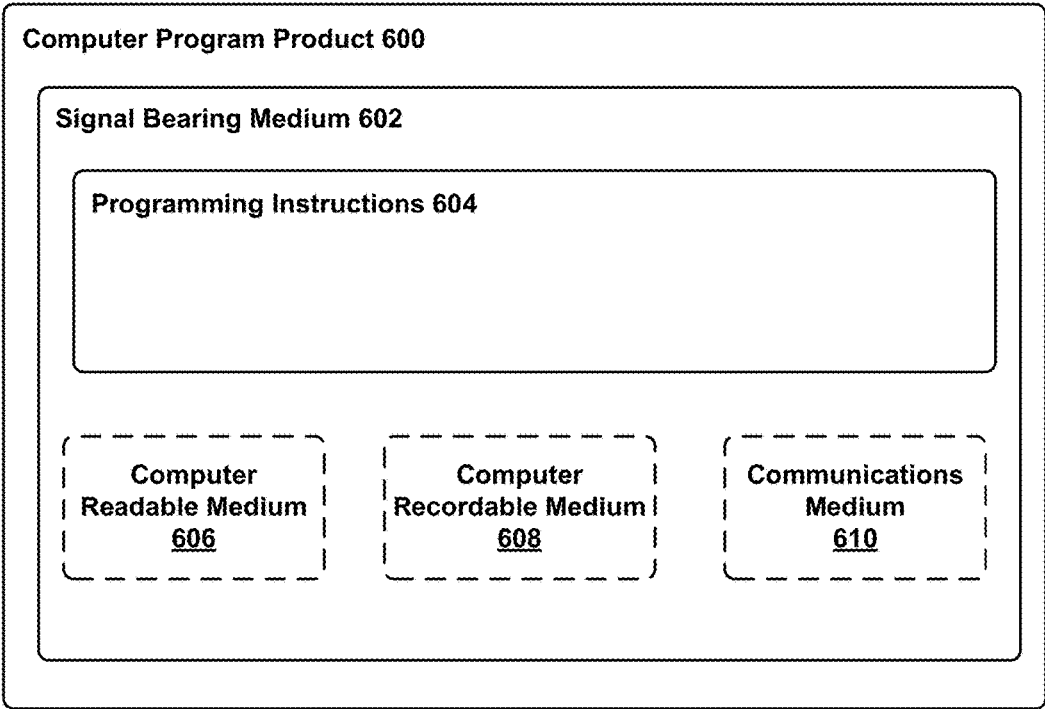 Computer Program Product 600
Signal Bearing Medium 602
Programming Instructions 604
Computer
Readable Medium
606
Computer
Recordable Medium
608
Communications
Medium
610